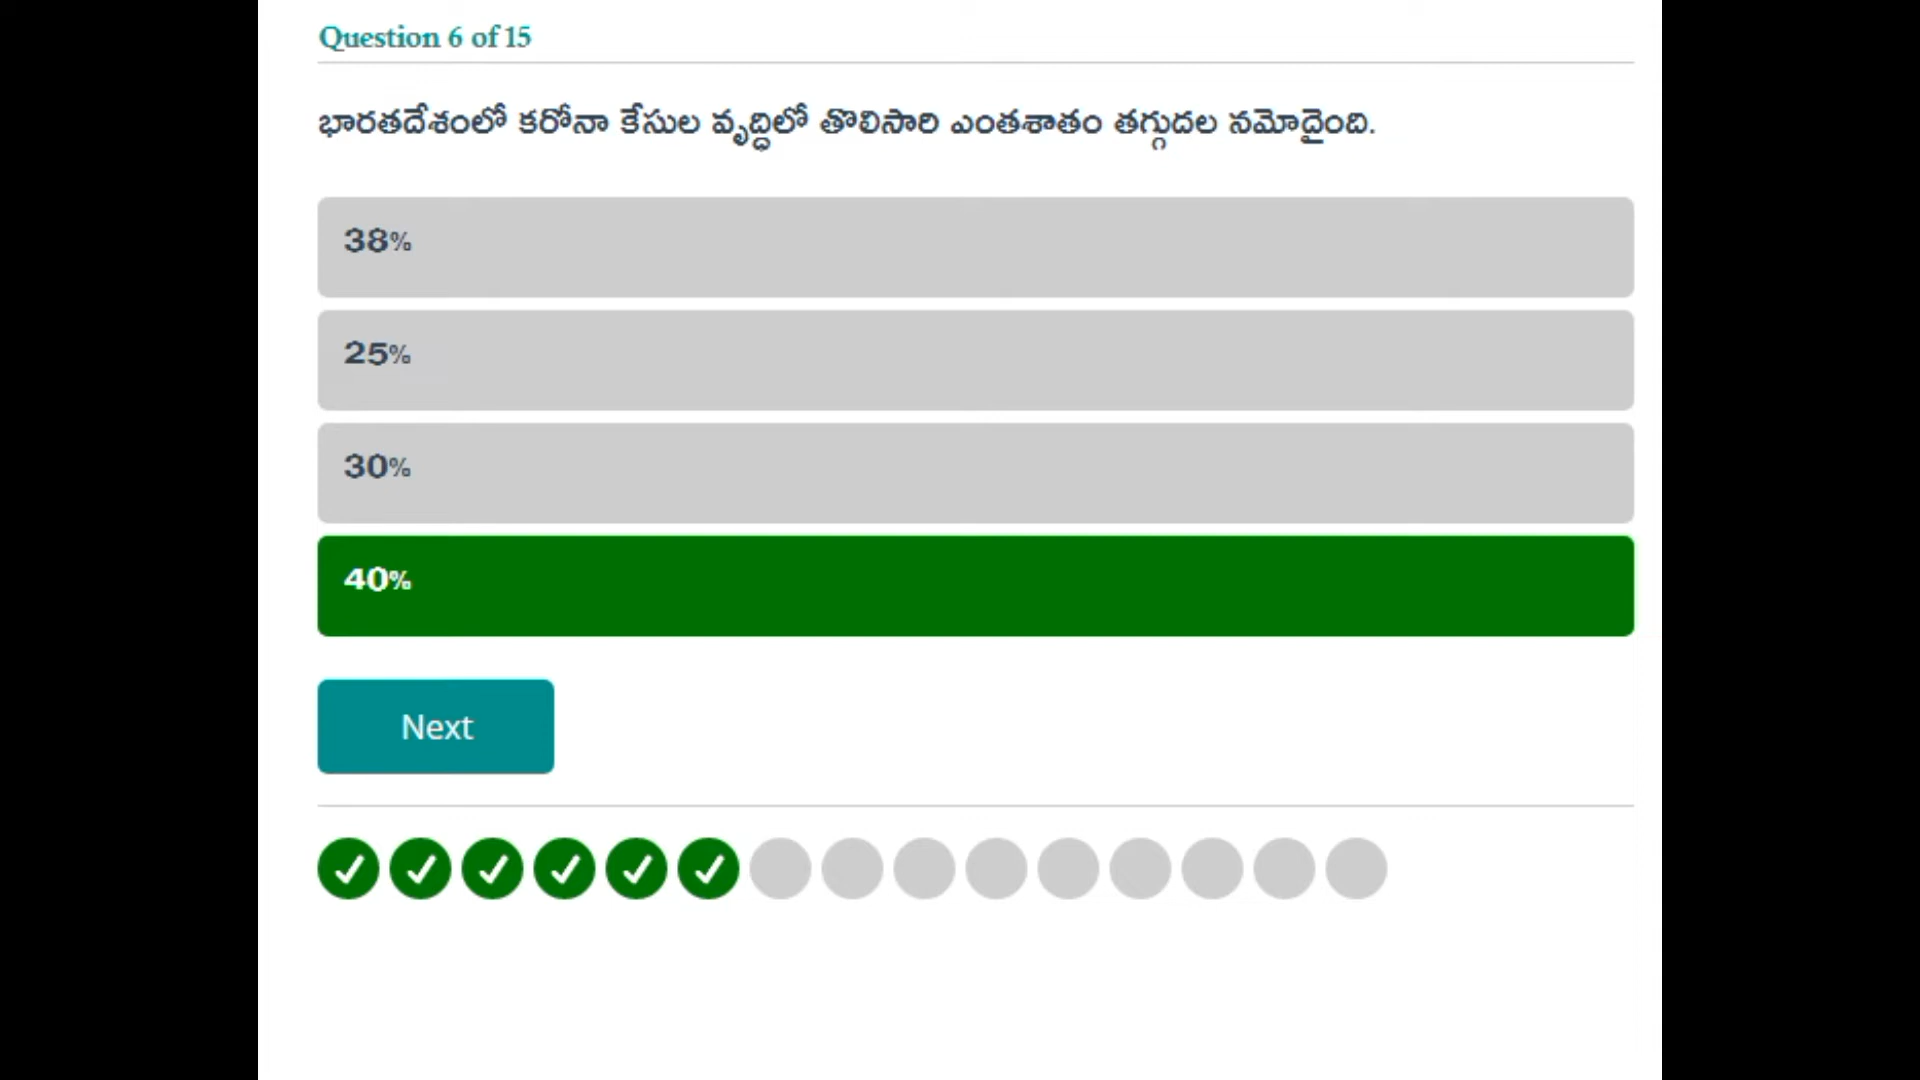 Question 6 of 15
భారతదేశంలో కరోనా కేసుల వృద్ధిలో తొలిసారి ఎంతశాతం తగ్గుదల నమోదైంది.
38%
25%
30%
40%
Next